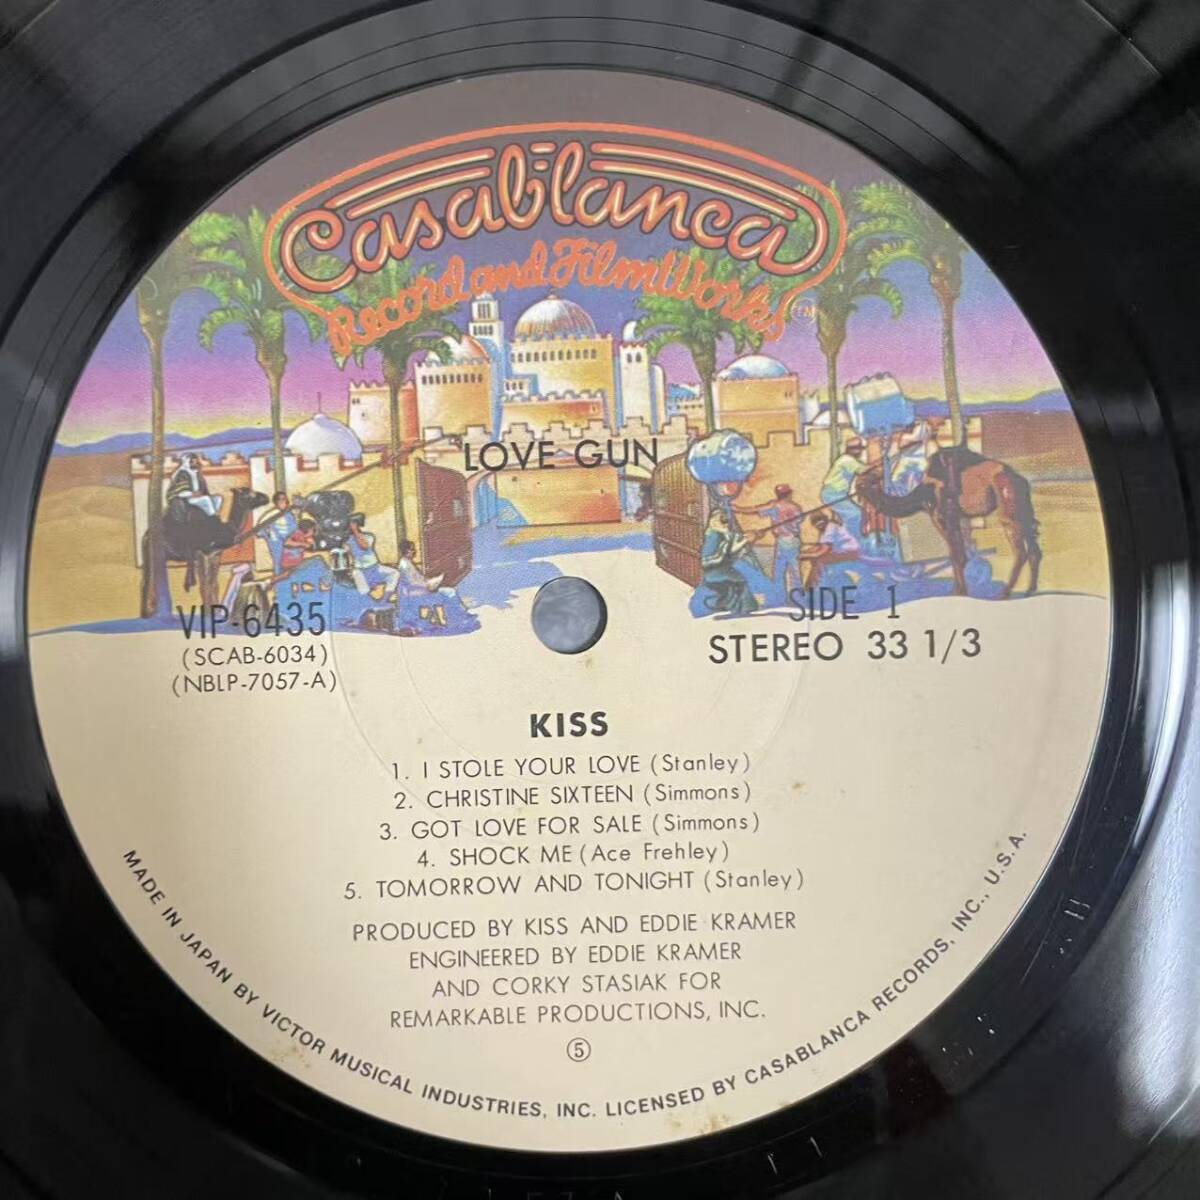 Casablanca
Record and FilmWorks
TM
LOVE GUN
VIP-6435
(SCAB-6034)
(NBLP-7057-A)
SIDE 1
STEREO 33 1/3
KISS
1. I STOLE YOUR LOVE (Stanley)
2. CHRISTINE SIXTEEN (Simmons)
3. GOT LOVE FOR SALE (Simmons)
4. SHOCK ME (Ace Frehley)
5. TOMORROW AND TONIGHT (Stanley)
PRODUCED BY KISS AND EDDIE KRAMER
ENGINEERED BY EDDIE KRAMER
AND CORKY STASIAK FOR
REMARKABLE PRODUCTIONS, INC.
⑤
MADE IN JAPAN BY VICTOR MUSICAL INDUSTRIES, INC. LICENSED BY CASABLANCA RECORDS, INC., U.S.A.